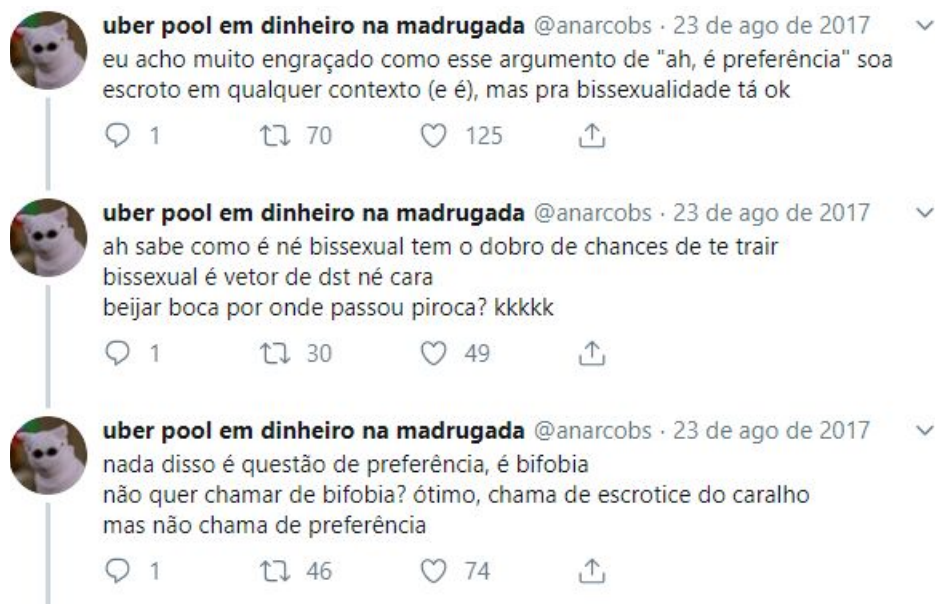 uber pool em dinheiro na madrugada @anarcobs · 23 de ago de 2017
eu acho muito engraçado como esse argumento de "ah, é preferência" soa
escroto em qualquer contexto (e é), mas pra bissexualidade tá ok
1 70 125
uber pool em dinheiro na madrugada @anarcobs · 23 de ago de 2017
ah sabe como é né bissexual tem o dobro de chances de te trair
bissexual é vetor de dst né cara
beijar boca por onde passou piroca? kkkkk
1 30 49
uber pool em dinheiro na madrugada @anarcobs · 23 de ago de 2017
nada disso é questão de preferência, é bifobia
não quer chamar de bifobia? ótimo, chama de escrotice do caralho
mas não chama de preferência
1 46 74